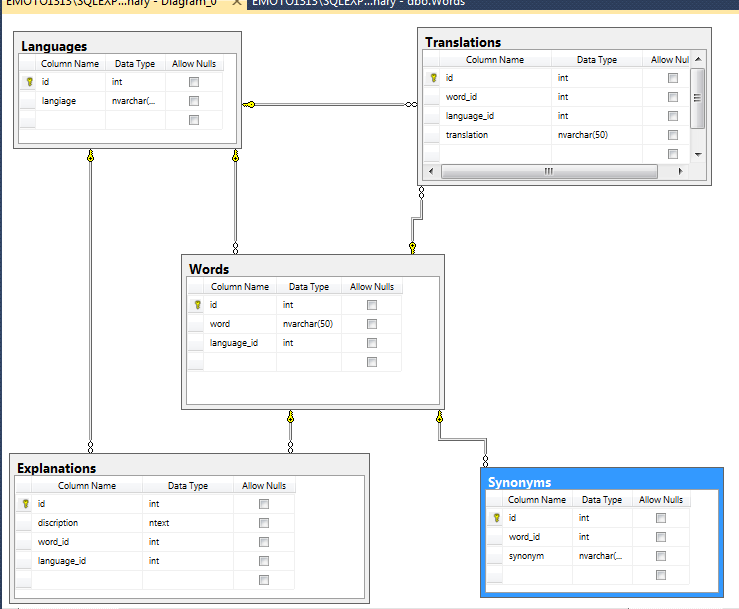 EMOTO1313\SQLEXP...nary - Diagram_0 × EMOTO1313\SQLEXP...nary - dbo.Words
Languages
Column Name Data Type Allow Nulls
id int
langiage nvarchar(...
Translations
Column Name Data Type Allow Nul
id int
word_id int
language_id int
translation nvarchar(50)
Words
Column Name Data Type Allow Nulls
id int
word nvarchar(50)
language_id int
Explanations
Column Name Data Type Allow Nulls
id int
discription ntext
word_id int
language_id int
Synonyms
Column Name Data Type Allow Nulls
id int
word_id int
synonym nvarchar(...